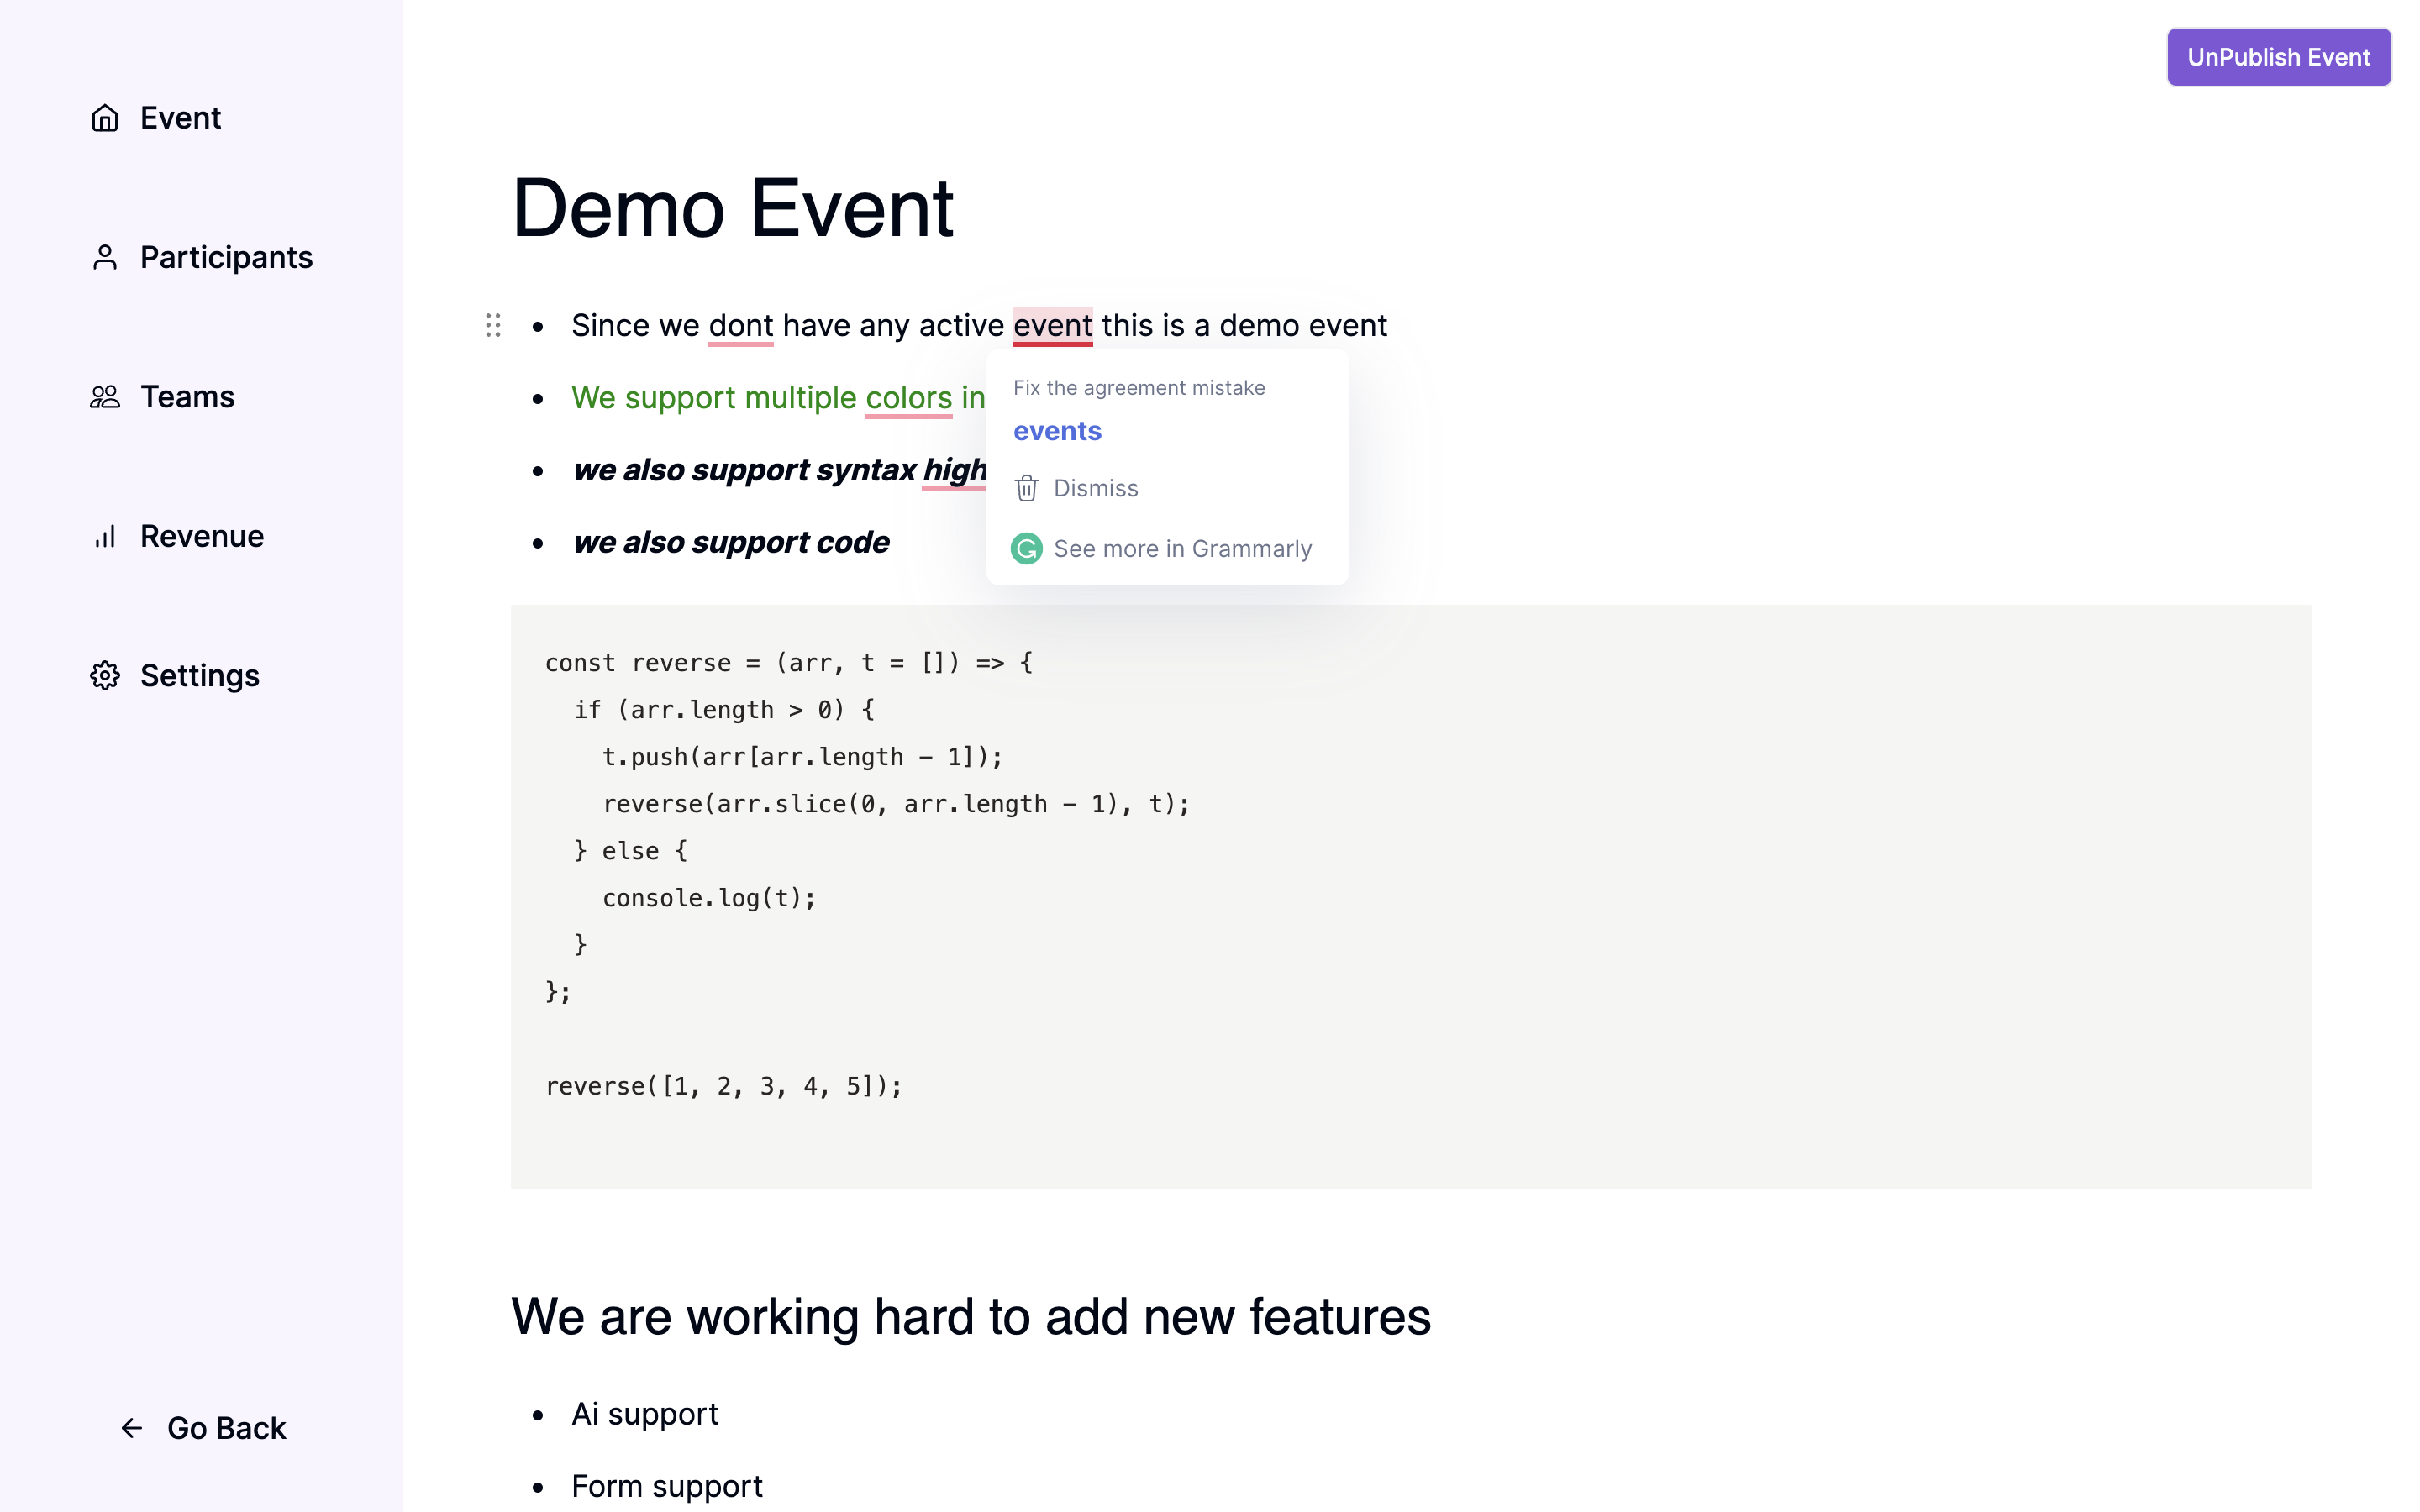 UnPublish Event
Event
Participants
Teams
Revenue
Settings
Go Back
Demo Event
Since we dont have any active event this is a demo event
We support multiple colors in
we also support syntax high
we also support code
Fix the agreement mistake
events
Dismiss
See more in Grammarly
const reverse = (arr, t = []) => {
  if (arr.length > 0) {
    t.push(arr[arr.length - 1]);
    reverse(arr.slice(0, arr.length - 1), t);
  } else {
    console.log(t);
  }
};
reverse([1, 2, 3, 4, 5]);
We are working hard to add new features
Ai support
Form support